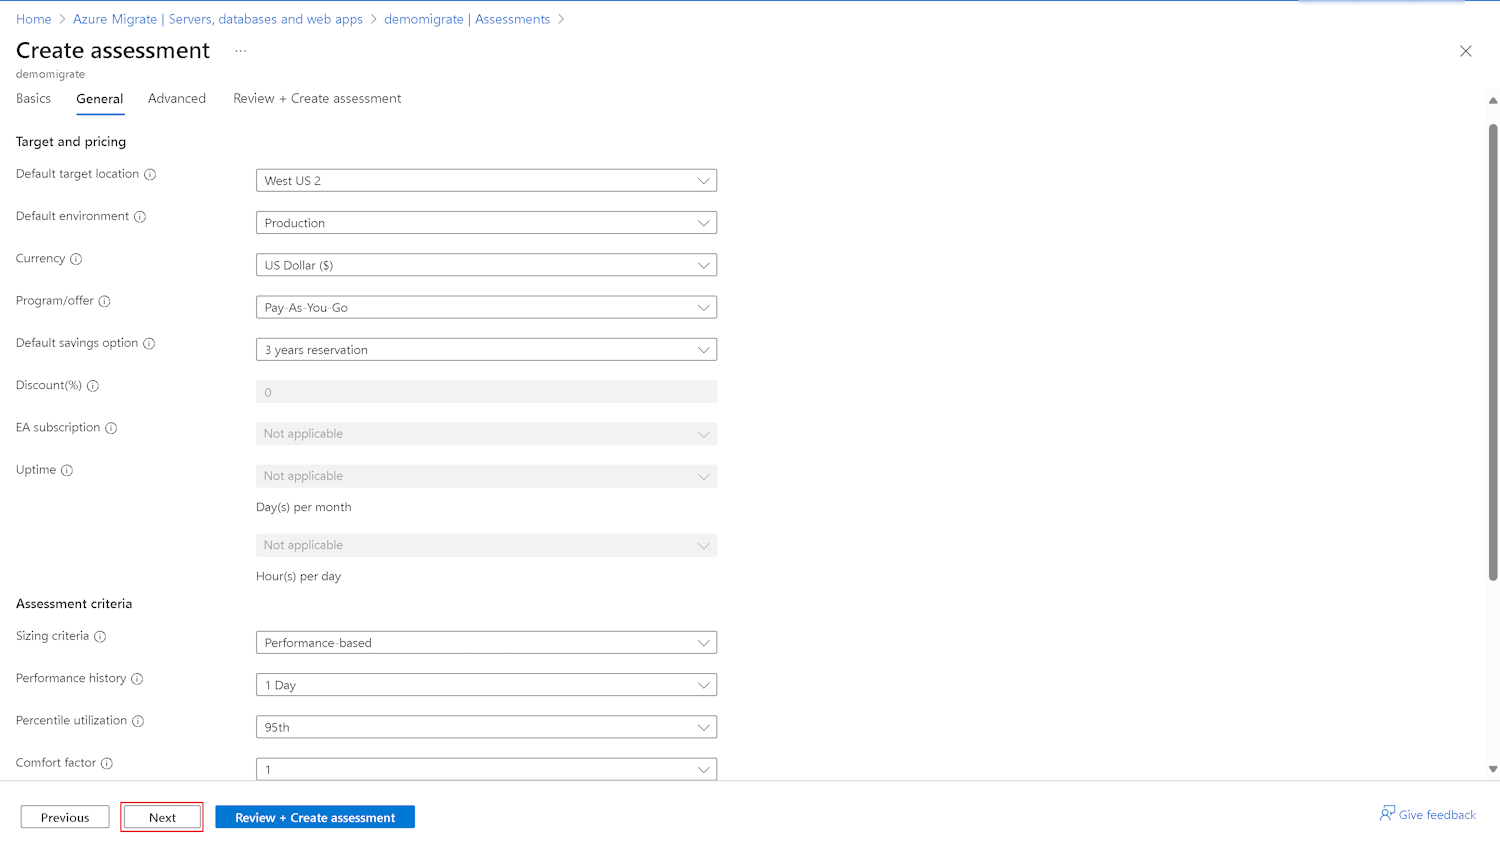 Home > Azure Migrate | Servers, databases and web apps > demomigrate | Assessments >
Create assessment ...
demomigrate
Basics General Advanced Review + Create assessment
Target and pricing
Default target location West US 2
Default environment Production
Currency US Dollar ($)
Program/offer Pay-As-You-Go
Default savings option 3 years reservation
Discount(%) 0
EA subscription Not applicable
Uptime Not applicable
Day(s) per month
Not applicable
Hour(s) per day
Assessment criteria
Sizing criteria Performance-based
Performance history 1 Day
Percentile utilization 95th
Comfort factor 1
Previous Next Review + Create assessment Give feedback